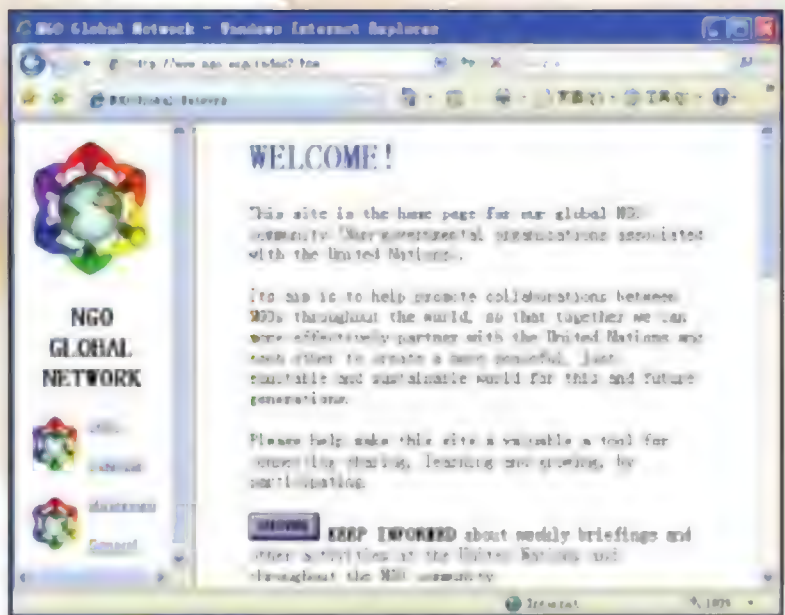 NGO Global Network - Windows Internet Explorer
NGO Global Network
WELCOME!
This site is the home page for our global NGO
community (Non-governmental organizations associated
with the United Nations).
Its aim is to help promote collaborations between
NGOs throughout the world, so that together we can
more effectively partner with the United Nations and
each other to create a more peaceful, just,
equitable and sustainable world for this and future
generations.
Please help make this site a valuable a tool for
connecting, sharing, learning and growing, by
participating.
KEEP INFORMED about weekly briefings and
other activities at the United Nations and
throughout the NGO community
NGO
GLOBAL
NETWORK
General
Internet
100%